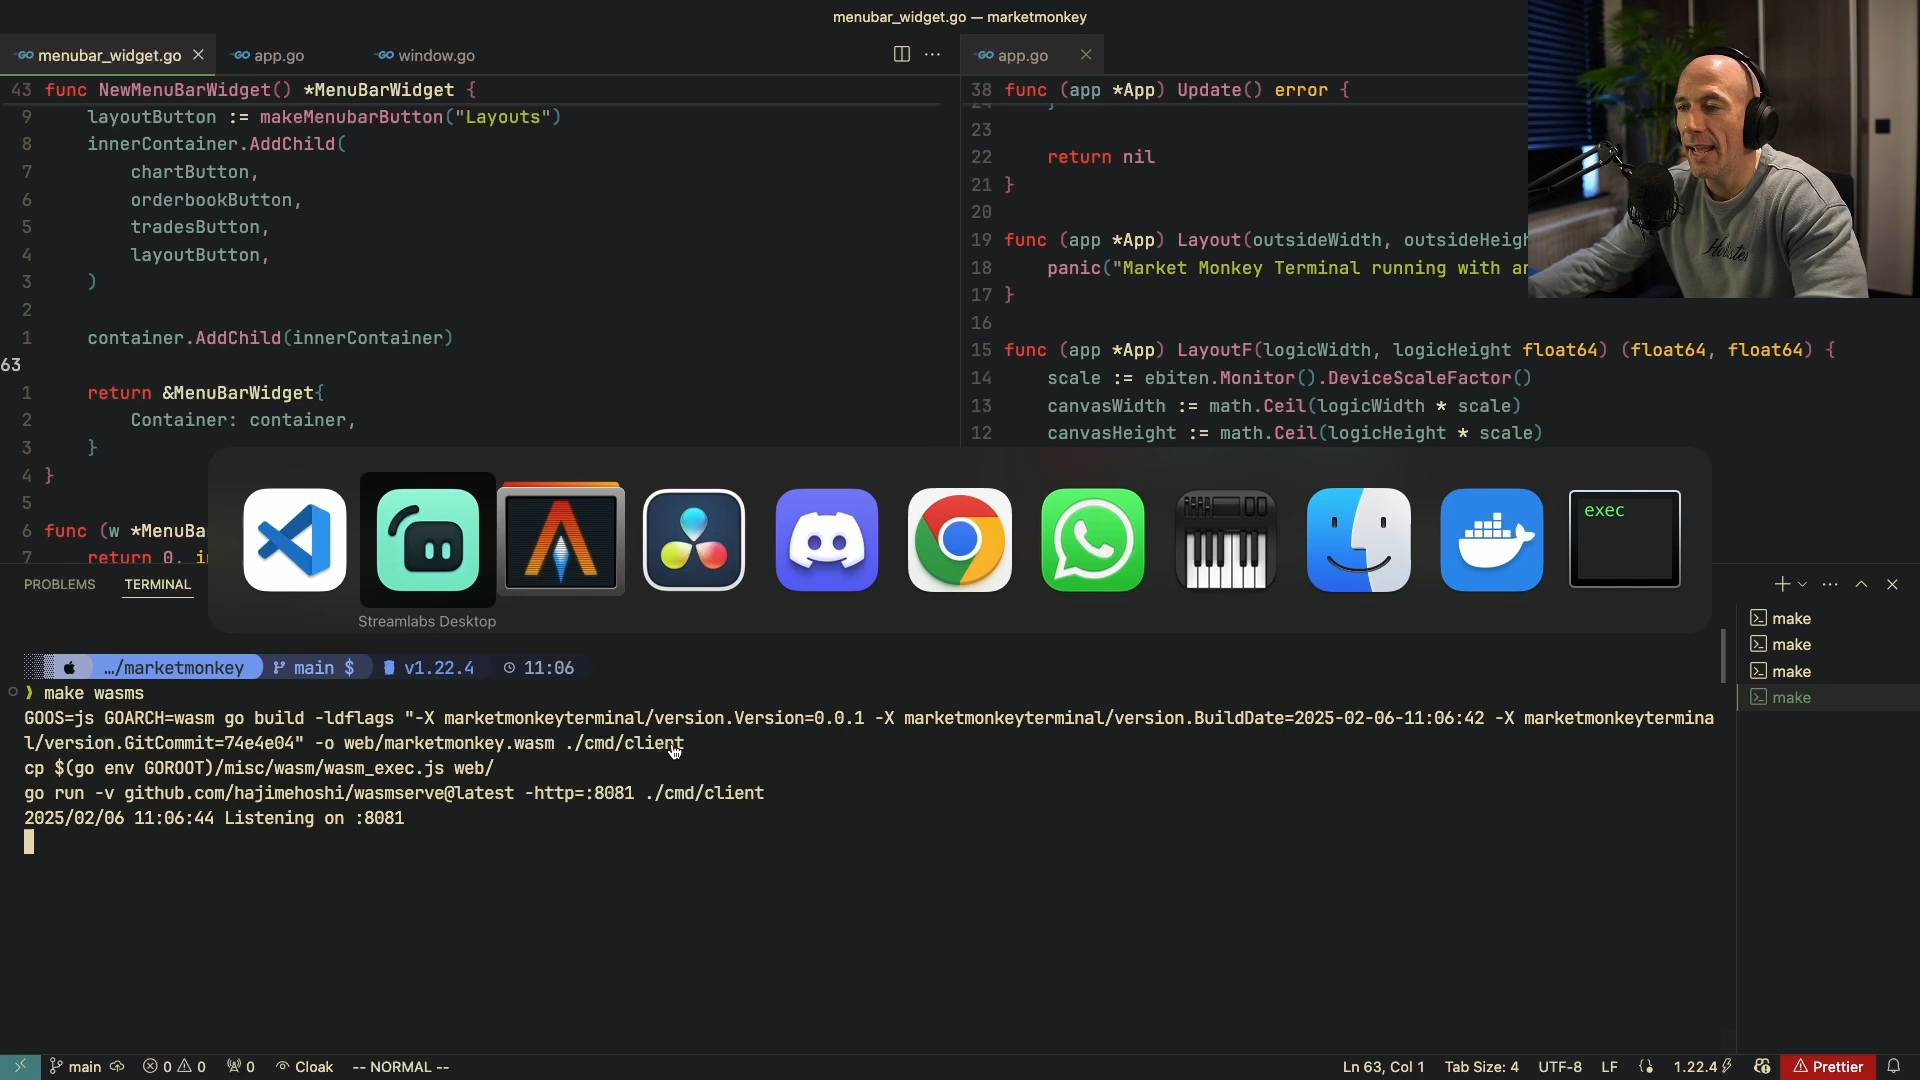 menubar_widget.go — marketmonkey
menubar_widget.go
app.go
window.go
app.go
43 func NewMenuBarWidget() *MenuBarWidget {
9 layoutButton := makeMenubarButton("Layouts")
8 innerContainer.AddChild(
7 chartButton,
6 orderbookButton,
5 tradesButton,
4 layoutButton,
3 )
2
1 container.AddChild(innerContainer)
63
1 return &MenuBarWidget{
2 Container: container,
3 }
4 }
5
6 func (w *MenuBa
7 return 0, i
38 func (app *App) Update() error {
23
22 return nil
21 }
20
19 func (app *App) Layout(outsideWidth, outsideHeigh
18 panic("Market Monkey Terminal running with an
17 }
16
15 func (app *App) LayoutF(logicWidth, logicHeight float64) (float64, float64) {
14 scale := ebiten.Monitor().DeviceScaleFactor()
13 canvasWidth := math.Ceil(logicWidth * scale)
12 canvasHeight := math.Ceil(logicHeight * scale)
Hollister
exec
Streamlabs Desktop
PROBLEMS
TERMINAL
…/marketmonkey main $ v1.22.4 11:06
❯ make wasms
GOOS=js GOARCH=wasm go build -ldflags "-X marketmonkeyterminal/version.Version=0.0.1 -X marketmonkeyterminal/version.BuildDate=2025-02-06-11:06:42 -X marketmonkeytermina
l/version.GitCommit=74e4e04" -o web/marketmonkey.wasm ./cmd/client
cp $(go env GOROOT)/misc/wasm/wasm_exec.js web/
go run -v github.com/hajimehoshi/wasmserve@latest -http=:8081 ./cmd/client
2025/02/06 11:06:44 Listening on :8081
make
make
make
make
main
0 0
0
Cloak
-- NORMAL --
Ln 63, Col 1
Tab Size: 4
UTF-8
LF
1.22.4
Prettier